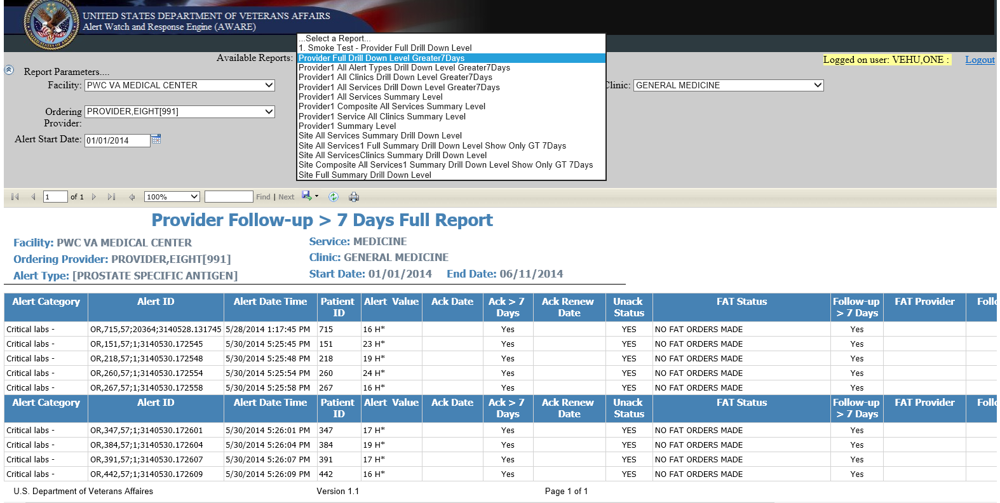 UNITED STATES DEPARTMENT OF VETERANS AFFAIRS
Alert Watch and Response Engine (AWARE)
Available Reports:
...Select a Report...
1. Smoke Test - Provider Full Drill Down Level
Provider Full Drill Down Level Greater7Days
Provider1 All Alert Types Drill Down Level Greater7Days
Provider1 All Clinics Drill Down Level Greater7Days
Provider1 All Services Drill Down Level Greater7Days
Provider1 All Services Summary Level
Provider1 Composite All Services Summary Level
Provider1 Service All Clinics Summary Level
Provider1 Summary Level
Site All Services Summary Drill Down Level
Site All Services1 Full Summary Drill Down Level Show Only GT 7Days
Site All ServicesClinics Summary Drill Down Level
Site Composite All Services1 Summary Drill Down Level Show Only GT 7Days
Site Full Summary Drill Down Level
Logged on user: VEHU,ONE : Logout
Report Parameters....
Facility: PWC VA MEDICAL CENTER
Clinic: GENERAL MEDICINE
Ordering Provider: PROVIDER,EIGHT[991]
Alert Start Date: 01/01/2014
1 of 1 100% Find | Next
Provider Follow-up > 7 Days Full Report
Facility: PWC VA MEDICAL CENTER Service: MEDICINE
Ordering Provider: PROVIDER,EIGHT[991] Clinic: GENERAL MEDICINE
Alert Type: [PROSTATE SPECIFIC ANTIGEN] Start Date: 01/01/2014 End Date: 06/11/2014
Alert Category Alert ID Alert Date Time Patient ID Alert Value Ack Date Ack > 7 Days Ack Renew Date Unack Status FAT Status Follow-up > 7 Days FAT Provider Follo
Critical labs - OR,715,57;20364;3140528.131745 5/28/2014 1:17:45 PM 715 16 H* Yes YES NO FAT ORDERS MADE Yes
Critical labs - OR,151,57;1;3140530.172545 5/30/2014 5:25:45 PM 151 23 H* Yes YES NO FAT ORDERS MADE Yes
Critical labs - OR,218,57;1;3140530.172548 5/30/2014 5:25:48 PM 218 19 H* Yes YES NO FAT ORDERS MADE Yes
Critical labs - OR,260,57;1;3140530.172554 5/30/2014 5:25:54 PM 260 24 H* Yes YES NO FAT ORDERS MADE Yes
Critical labs - OR,267,57;1;3140530.172558 5/30/2014 5:25:58 PM 267 16 H* Yes YES NO FAT ORDERS MADE Yes
Alert Category Alert ID Alert Date Time Patient ID Alert Value Ack Date Ack > 7 Days Ack Renew Date Unack Status FAT Status Follow-up > 7 Days FAT Provider Follo
Critical labs - OR,347,57;1;3140530.172601 5/30/2014 5:26:01 PM 347 17 H* Yes YES NO FAT ORDERS MADE Yes
Critical labs - OR,384,57;1;3140530.172604 5/30/2014 5:26:04 PM 384 19 H* Yes YES NO FAT ORDERS MADE Yes
Critical labs - OR,391,57;1;3140530.172607 5/30/2014 5:26:07 PM 391 17 H* Yes YES NO FAT ORDERS MADE Yes
Critical labs - OR,442,57;1;3140530.172609 5/30/2014 5:26:09 PM 442 16 H* Yes YES NO FAT ORDERS MADE Yes
U.S. Department of Veterans Affaires Version 1.1 Page 1 of 1